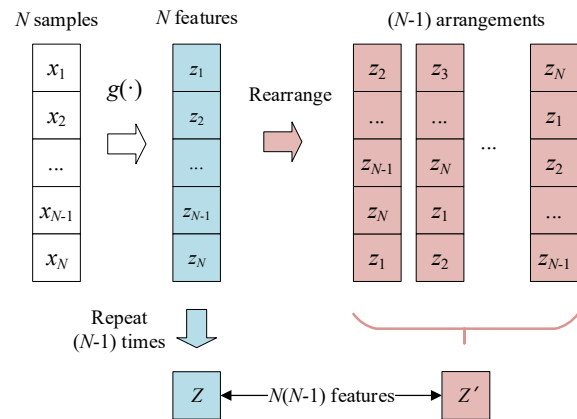 N samples
N features
(N-1) arrangements
x1
x2
...
xN-1
xN
g(·)
z1
z2
...
zN-1
zN
Rearrange
z2
...
zN-1
zN
z1
z3
...
zN
z1
z2
...
zN
z1
z2
...
zN-1
Repeat
(N-1) times
Z
N(N-1) features
Z′